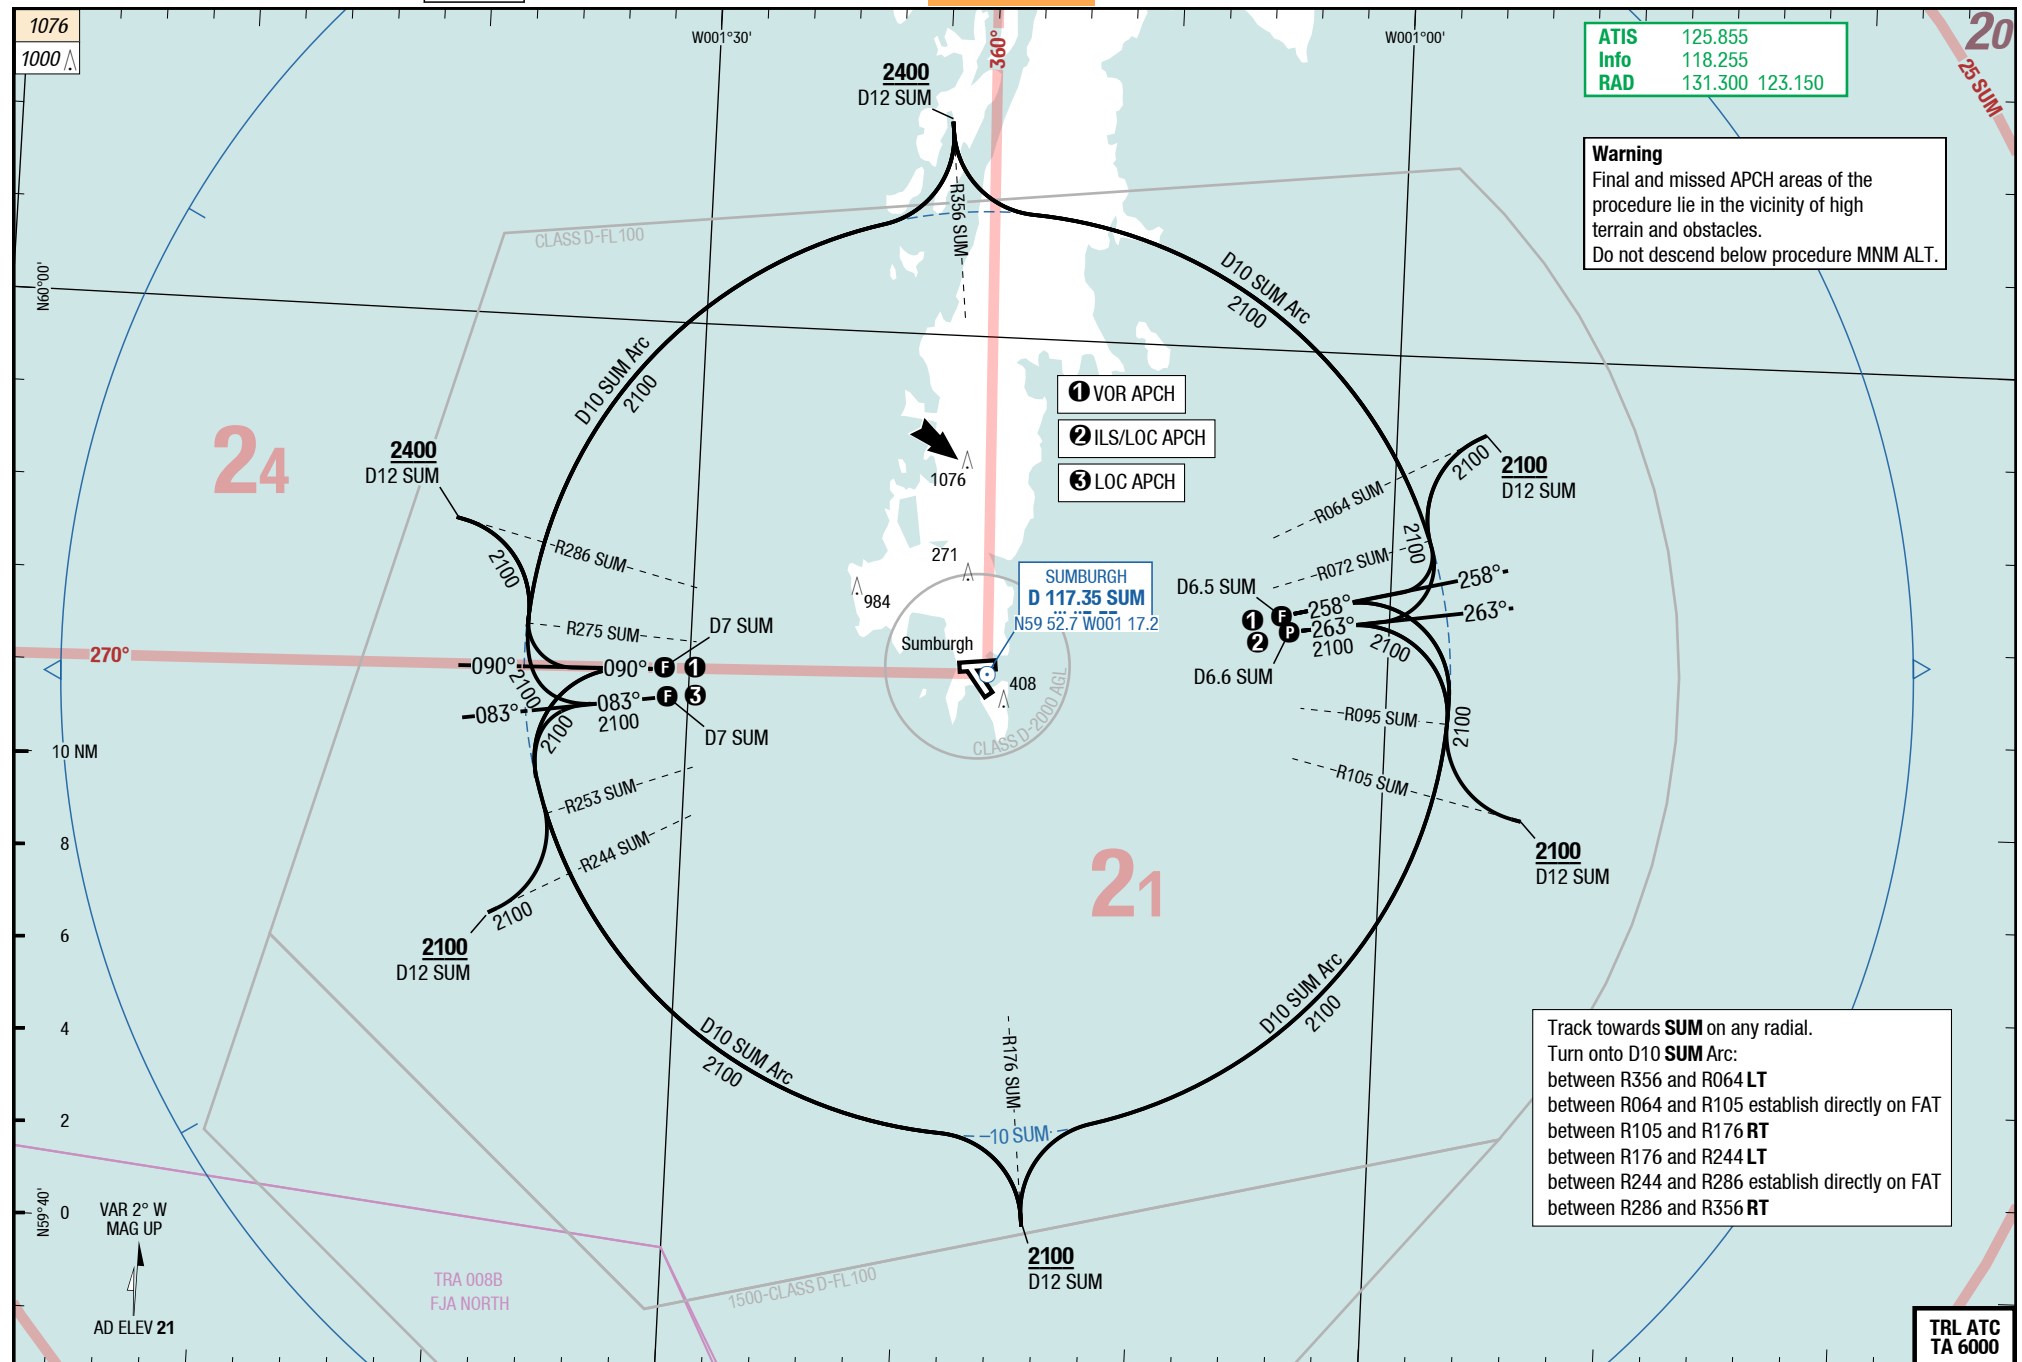 1076
1000
W001°30'
360°
W001°00'
ATIS 125.855
Info 118.255
RAD 131.300 123.150
20
25 SUM
2400
D12 SUM
Warning
Final and missed APCH areas of the
procedure lie in the vicinity of high
terrain and obstacles.
Do not descend below procedure MNM ALT.
R356 SUM
CLASS D-FL100
N60°00'
D10 SUM Arc
2100
D10 SUM Arc
2100
1 VOR APCH
2 ILS/LOC APCH
3 LOC APCH
24
2400
D12 SUM
1076
2100
2100
D12 SUM
R064 SUM
2100
R286 SUM
2100
R072 SUM
271
984
SUMBURGH
D 117.35 SUM
N59 52.7 W001 17.2
D6.5 SUM
258°
258°
1 F
263°
263°
2 P
2100
2100
D6.6 SUM
R275 SUM
D7 SUM
Sumburgh
270°
090°
090° F 1
2100
083°
083° F 3
2100
2100
D7 SUM
408
CLASS D-2000 AGL
R095 SUM
2100
R105 SUM
10 NM
R253 SUM
R244 SUM
8
2100
21
2100
D12 SUM
2100
D12 SUM
6
4
D10 SUM Arc
2100
D10 SUM Arc
2100
R176 SUM
Track towards SUM on any radial.
Turn onto D10 SUM Arc:
between R356 and R064 LT
between R064 and R105 establish directly on FAT
between R105 and R176 RT
between R176 and R244 LT
between R244 and R286 establish directly on FAT
between R286 and R356 RT
2
10 SUM
N59°40'
0
VAR 2° W
MAG UP
AD ELEV 21
TRA 008B
FJA NORTH
1500-CLASS D-FL100
2100
D12 SUM
TRL ATC
TA 6000